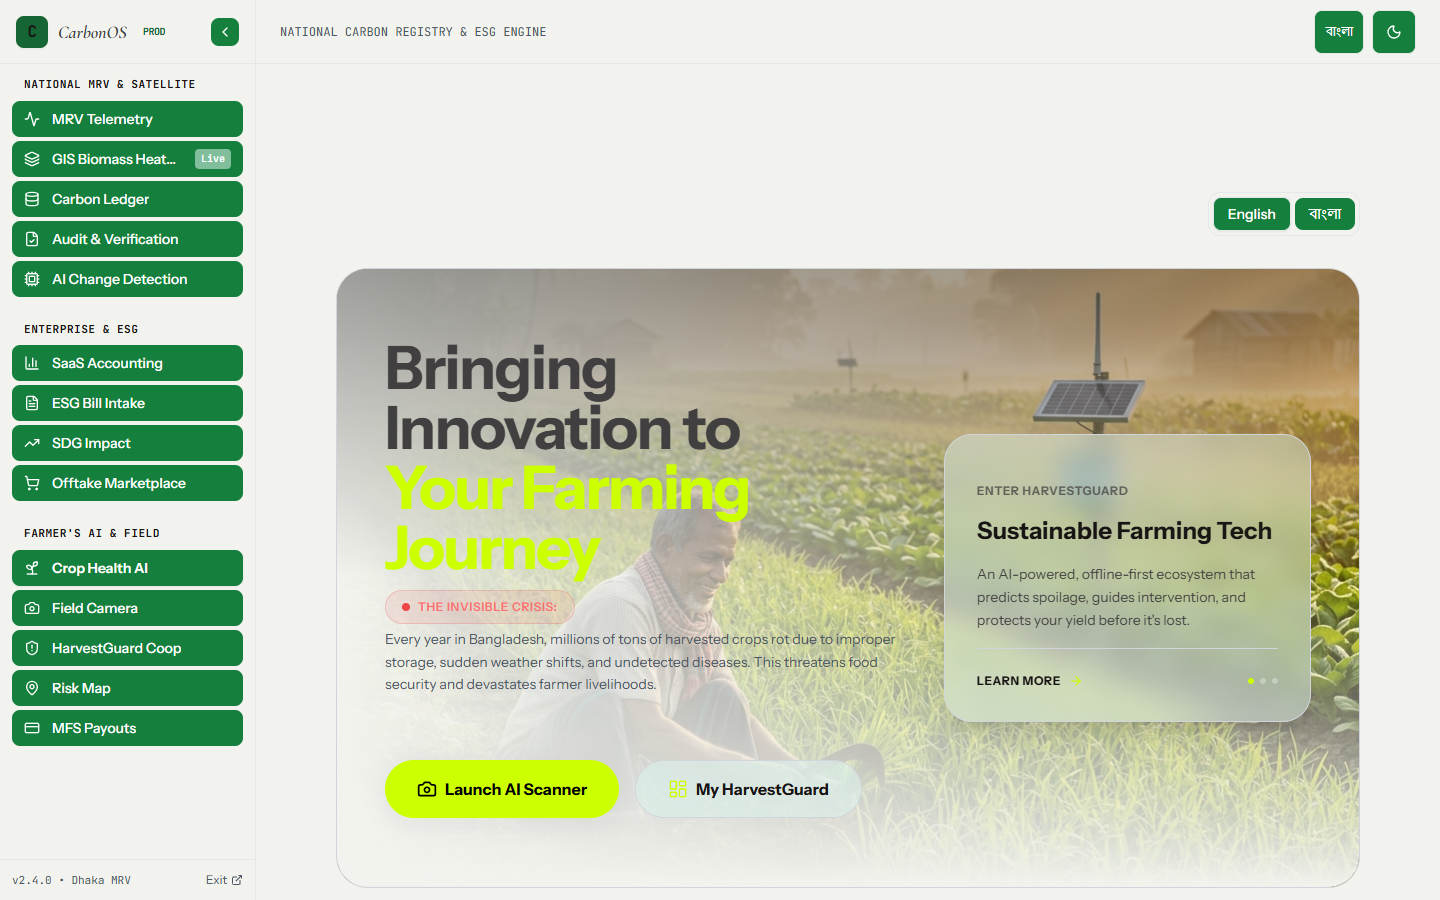 C CarbonOS PROD
NATIONAL CARBON REGISTRY & ESG ENGINE
বাংলা
NATIONAL MRV & SATELLITE
MRV Telemetry
GIS Biomass Heat... Live
Carbon Ledger
Audit & Verification
AI Change Detection
ENTERPRISE & ESG
SaaS Accounting
ESG Bill Intake
SDG Impact
Offtake Marketplace
FARMER'S AI & FIELD
Crop Health AI
Field Camera
HarvestGuard Coop
Risk Map
MFS Payouts
v2.4.0 • Dhaka MRV
Exit
English বাংলা
Bringing
Innovation to
Your Farming
Journey
THE INVISIBLE CRISIS:
Every year in Bangladesh, millions of tons of harvested crops rot due to improper
storage, sudden weather shifts, and undetected diseases. This threatens food
security and devastates farmer livelihoods.
Launch AI Scanner
My HarvestGuard
ENTER HARVESTGUARD
Sustainable Farming Tech
An AI-powered, offline-first ecosystem that
predicts spoilage, guides intervention, and
protects your yield before it's lost.
LEARN MORE →